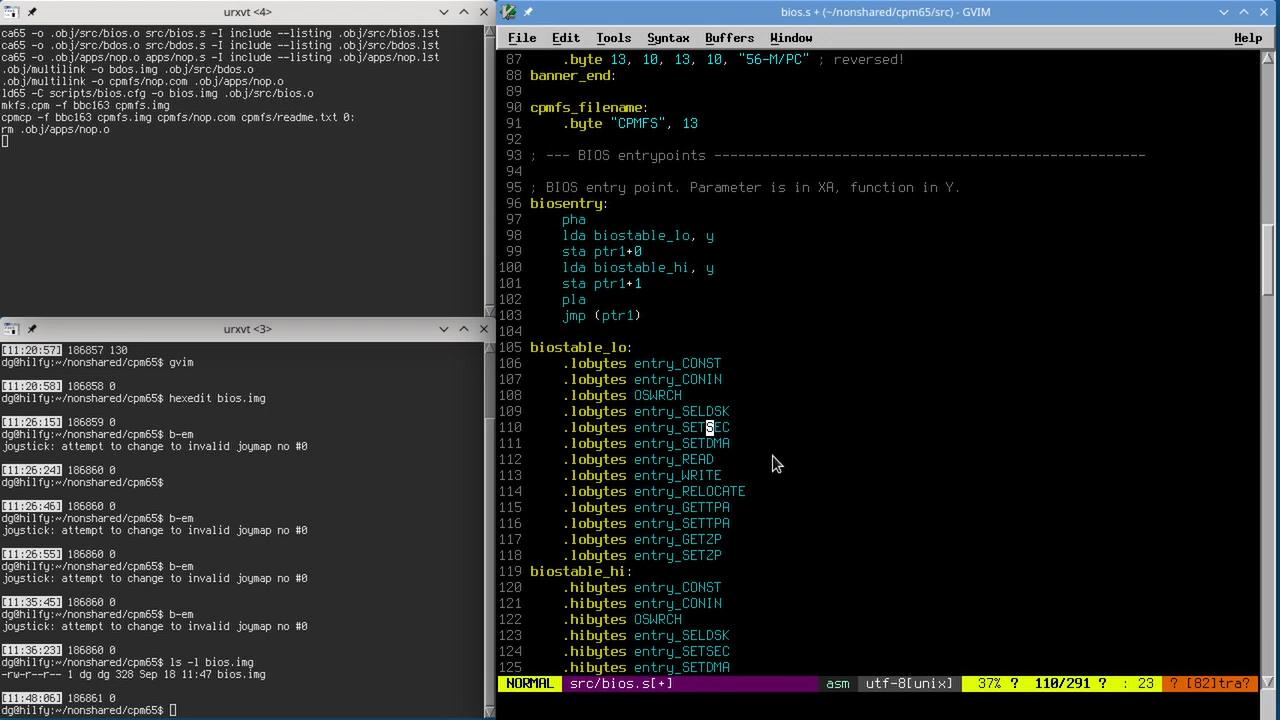 urxvt <4>
ca65 -o .obj/src/bios.o src/bios.s -I include --listing .obj/src/bios.lst
ca65 -o .obj/src/bios.o src/bios.s -I include --listing .obj/src/bios.lst
ca65 -o .obj/apps/nop.o apps/nop.s -I include --listing .obj/apps/nop.lst
.obj/multilink -o bdos.img .obj/src/bdos.o
.obj/multilink -o cpmfs/nop.com .obj/apps/nop.o
ld65 -C scripts/bios.cfg -o bios.img .obj/src/bios.o
mkfs.cpm -f bbc163 cpmfs.img
cpmcp -f bbc163 cpmfs.img cpmfs/nop.com cpmfs/readme.txt 0:
rm .obj/apps/nop.o
urxvt <3>
[11:20:57] 186857 130
dg@hilfy:~/nonshared/cpm65$ gvim
[11:20:58] 186858 0
dg@hilfy:~/nonshared/cpm65$ hexedit bios.img
[11:26:15] 186859 0
dg@hilfy:~/nonshared/cpm65$ b-em
joystick: attempt to change to invalid joymap no #0
[11:26:24] 186860 0
dg@hilfy:~/nonshared/cpm65$
[11:26:46] 186860 0
dg@hilfy:~/nonshared/cpm65$ b-em
joystick: attempt to change to invalid joymap no #0
[11:26:55] 186860 0
dg@hilfy:~/nonshared/cpm65$ b-em
joystick: attempt to change to invalid joymap no #0
[11:35:45] 186860 0
dg@hilfy:~/nonshared/cpm65$ b-em
joystick: attempt to change to invalid joymap no #0
[11:36:23] 186860 0
dg@hilfy:~/nonshared/cpm65$ ls -l bios.img
-rw-r--r-- 1 dg dg 328 Sep 18 11:47 bios.img
[11:48:06] 186861 0
dg@hilfy:~/nonshared/cpm65$
bios.s + (~/nonshared/cpm65/src) - GVIM
File Edit Tools Syntax Buffers Window Help
87 .byte 13, 10, 13, 10, "56-M/PC" ; reversed!
88 banner_end:
89
90 cpmfs_filename:
91 .byte "CPMFS", 13
92
93 ; --- BIOS entrypoints ------------------------------------------------------
94
95 ; BIOS entry point. Parameter is in XA, function in Y.
96 biosentry:
97 pha
98 lda biostable_lo, y
99 sta ptr1+0
100 lda biostable_hi, y
101 sta ptr1+1
102 pla
103 jmp (ptr1)
104
105 biostable_lo:
106 .lobytes entry_CONST
107 .lobytes entry_CONIN
108 .lobytes OSWRCH
109 .lobytes entry_SELDSK
110 .lobytes entry_SETSEC
111 .lobytes entry_SETDMA
112 .lobytes entry_READ
113 .lobytes entry_WRITE
114 .lobytes entry_RELOCATE
115 .lobytes entry_GETTPA
116 .lobytes entry_SETTPA
117 .lobytes entry_GETZP
118 .lobytes entry_SETZP
119 biostable_hi:
120 .hibytes entry_CONST
121 .hibytes entry_CONIN
122 .hibytes OSWRCH
123 .hibytes entry_SELDSK
124 .hibytes entry_SETSEC
125 .hibytes entry_SETDMA
NORMAL src/bios.s[+] asm utf-8[unix] 37% ? 110/291 ? : 23 ? [82]tra?